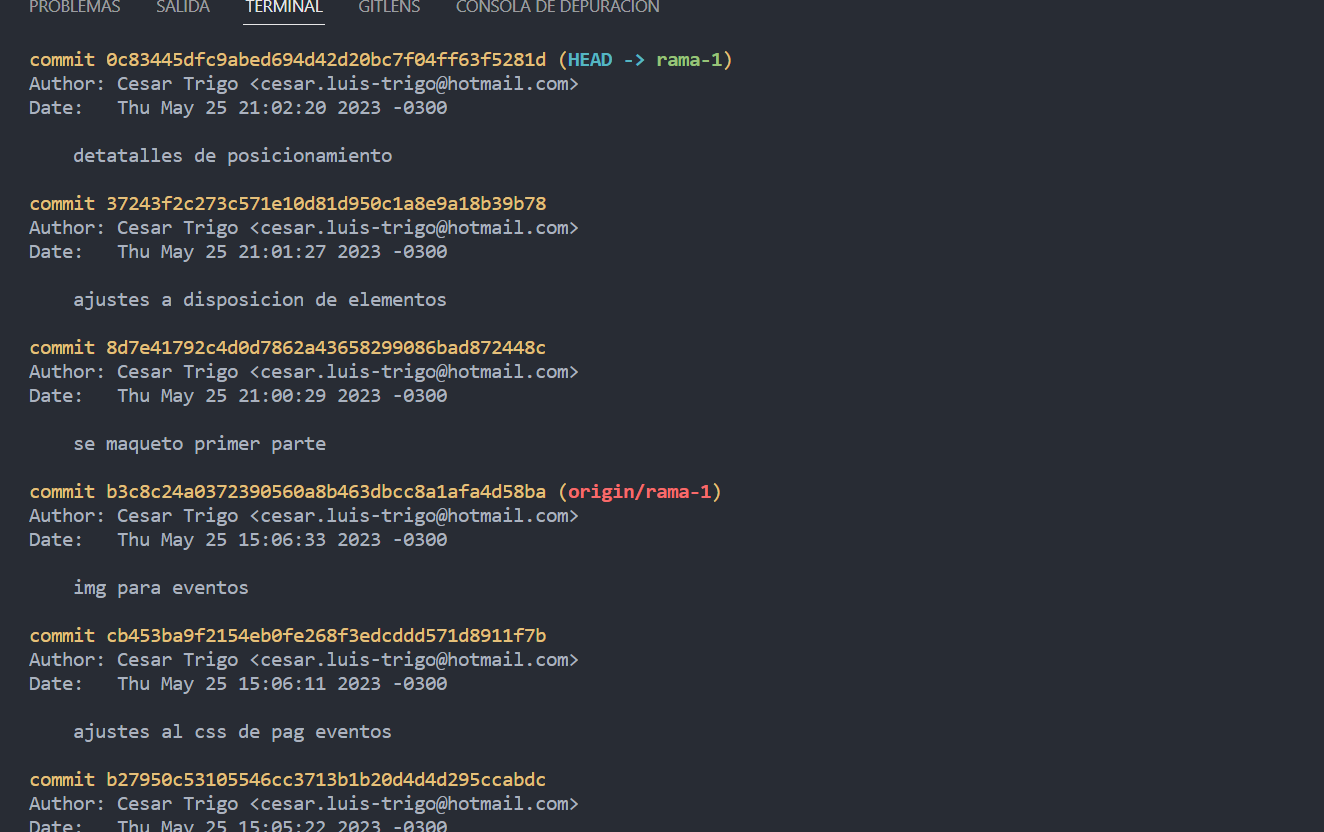 PROBLEMAS SALIDA TERMINAL GITLENS CONSOLA DE DEPURACIÓN
commit 0c83445dfc9abed694d42d20bc7f04ff63f5281d (HEAD -> rama-1)
Author: Cesar Trigo <cesar.luis-trigo@hotmail.com>
Date:   Thu May 25 21:02:20 2023 -0300
detatalles de posicionamiento
commit 37243f2c273c571e10d81d950c1a8e9a18b39b78
Author: Cesar Trigo <cesar.luis-trigo@hotmail.com>
Date:   Thu May 25 21:01:27 2023 -0300
ajustes a disposicion de elementos
commit 8d7e41792c4d0d7862a43658299086bad872448c
Author: Cesar Trigo <cesar.luis-trigo@hotmail.com>
Date:   Thu May 25 21:00:29 2023 -0300
se maqueto primer parte
commit b3c8c24a0372390560a8b463dbcc8a1afa4d58ba (origin/rama-1)
Author: Cesar Trigo <cesar.luis-trigo@hotmail.com>
Date:   Thu May 25 15:06:33 2023 -0300
img para eventos
commit cb453ba9f2154eb0fe268f3edcddd571d8911f7b
Author: Cesar Trigo <cesar.luis-trigo@hotmail.com>
Date:   Thu May 25 15:06:11 2023 -0300
ajustes al css de pag eventos
commit b27950c53105546cc3713b1b20d4d4d295ccabdc
Author: Cesar Trigo <cesar.luis-trigo@hotmail.com>
Date:   Thu May 25 15:05:22 2023 -0300